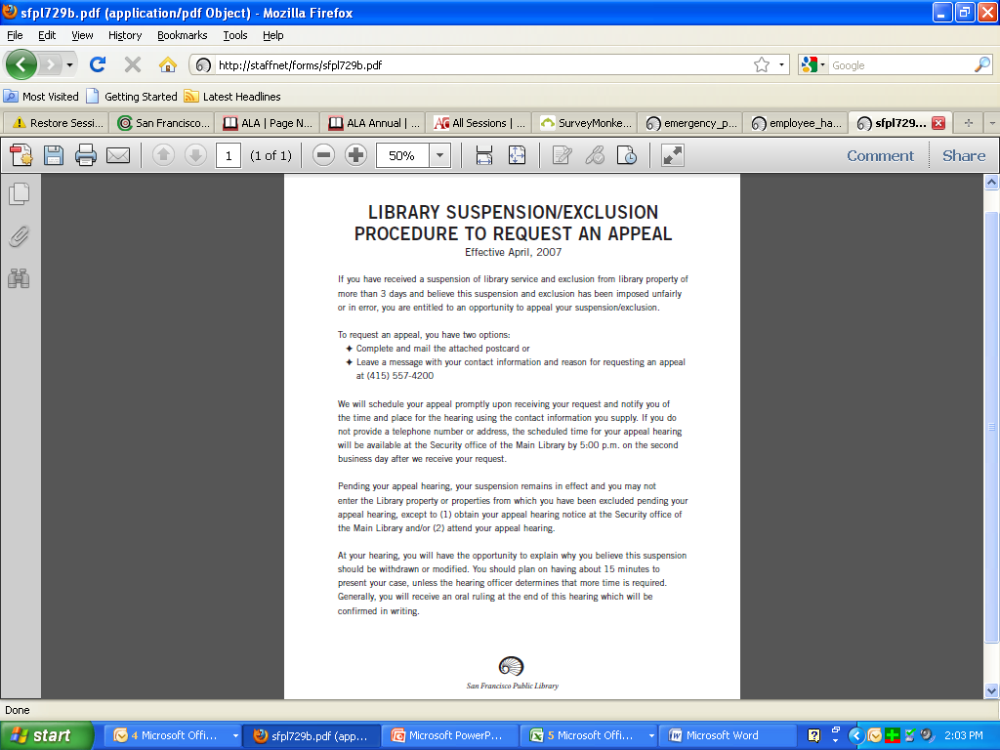 sfpl729b.pdf (application/pdf Object) - Mozilla Firefox
File Edit View History Bookmarks Tools Help
http://staffnet/forms/sfpl729b.pdf
Google
Most Visited Getting Started Latest Headlines
Restore Sessi... San Francisco... ALA | Page N... ALA Annual | ... All Sessions | ... SurveyMonke... emergency_p... employee_ha... sfpl729...
1 (1 of 1) 50% Comment Share
LIBRARY SUSPENSION/EXCLUSION
PROCEDURE TO REQUEST AN APPEAL
Effective April, 2007
If you have received a suspension of library service and exclusion from library property of
more than 3 days and believe this suspension and exclusion has been imposed unfairly
or in error, you are entitled to an opportunity to appeal your suspension/exclusion.
To request an appeal, you have two options:
✦ Complete and mail the attached postcard or
✦ Leave a message with your contact information and reason for requesting an appeal
at (415) 557-4200
We will schedule your appeal promptly upon receiving your request and notify you of
the time and place for the hearing using the contact information you supply. If you do
not provide a telephone number or address, the scheduled time for your appeal hearing
will be available at the Security office of the Main Library by 5:00 p.m. on the second
business day after we receive your request.
Pending your appeal hearing, your suspension remains in effect and you may not
enter the Library property or properties from which you have been excluded pending your
appeal hearing, except to (1) obtain your appeal hearing notice at the Security office of
the Main Library and/or (2) attend your appeal hearing.
At your hearing, you will have the opportunity to explain why you believe this suspension
should be withdrawn or modified. You should plan on having about 15 minutes to
present your case, unless the hearing officer determines that more time is required.
Generally, you will receive an oral ruling at the end of this hearing which will be
confirmed in writing.
San Francisco Public Library
Done
start 4 Microsoft Offi... sfpl729b.pdf (app... Microsoft PowerP... 5 Microsoft Offi... Microsoft Word 2:03 PM